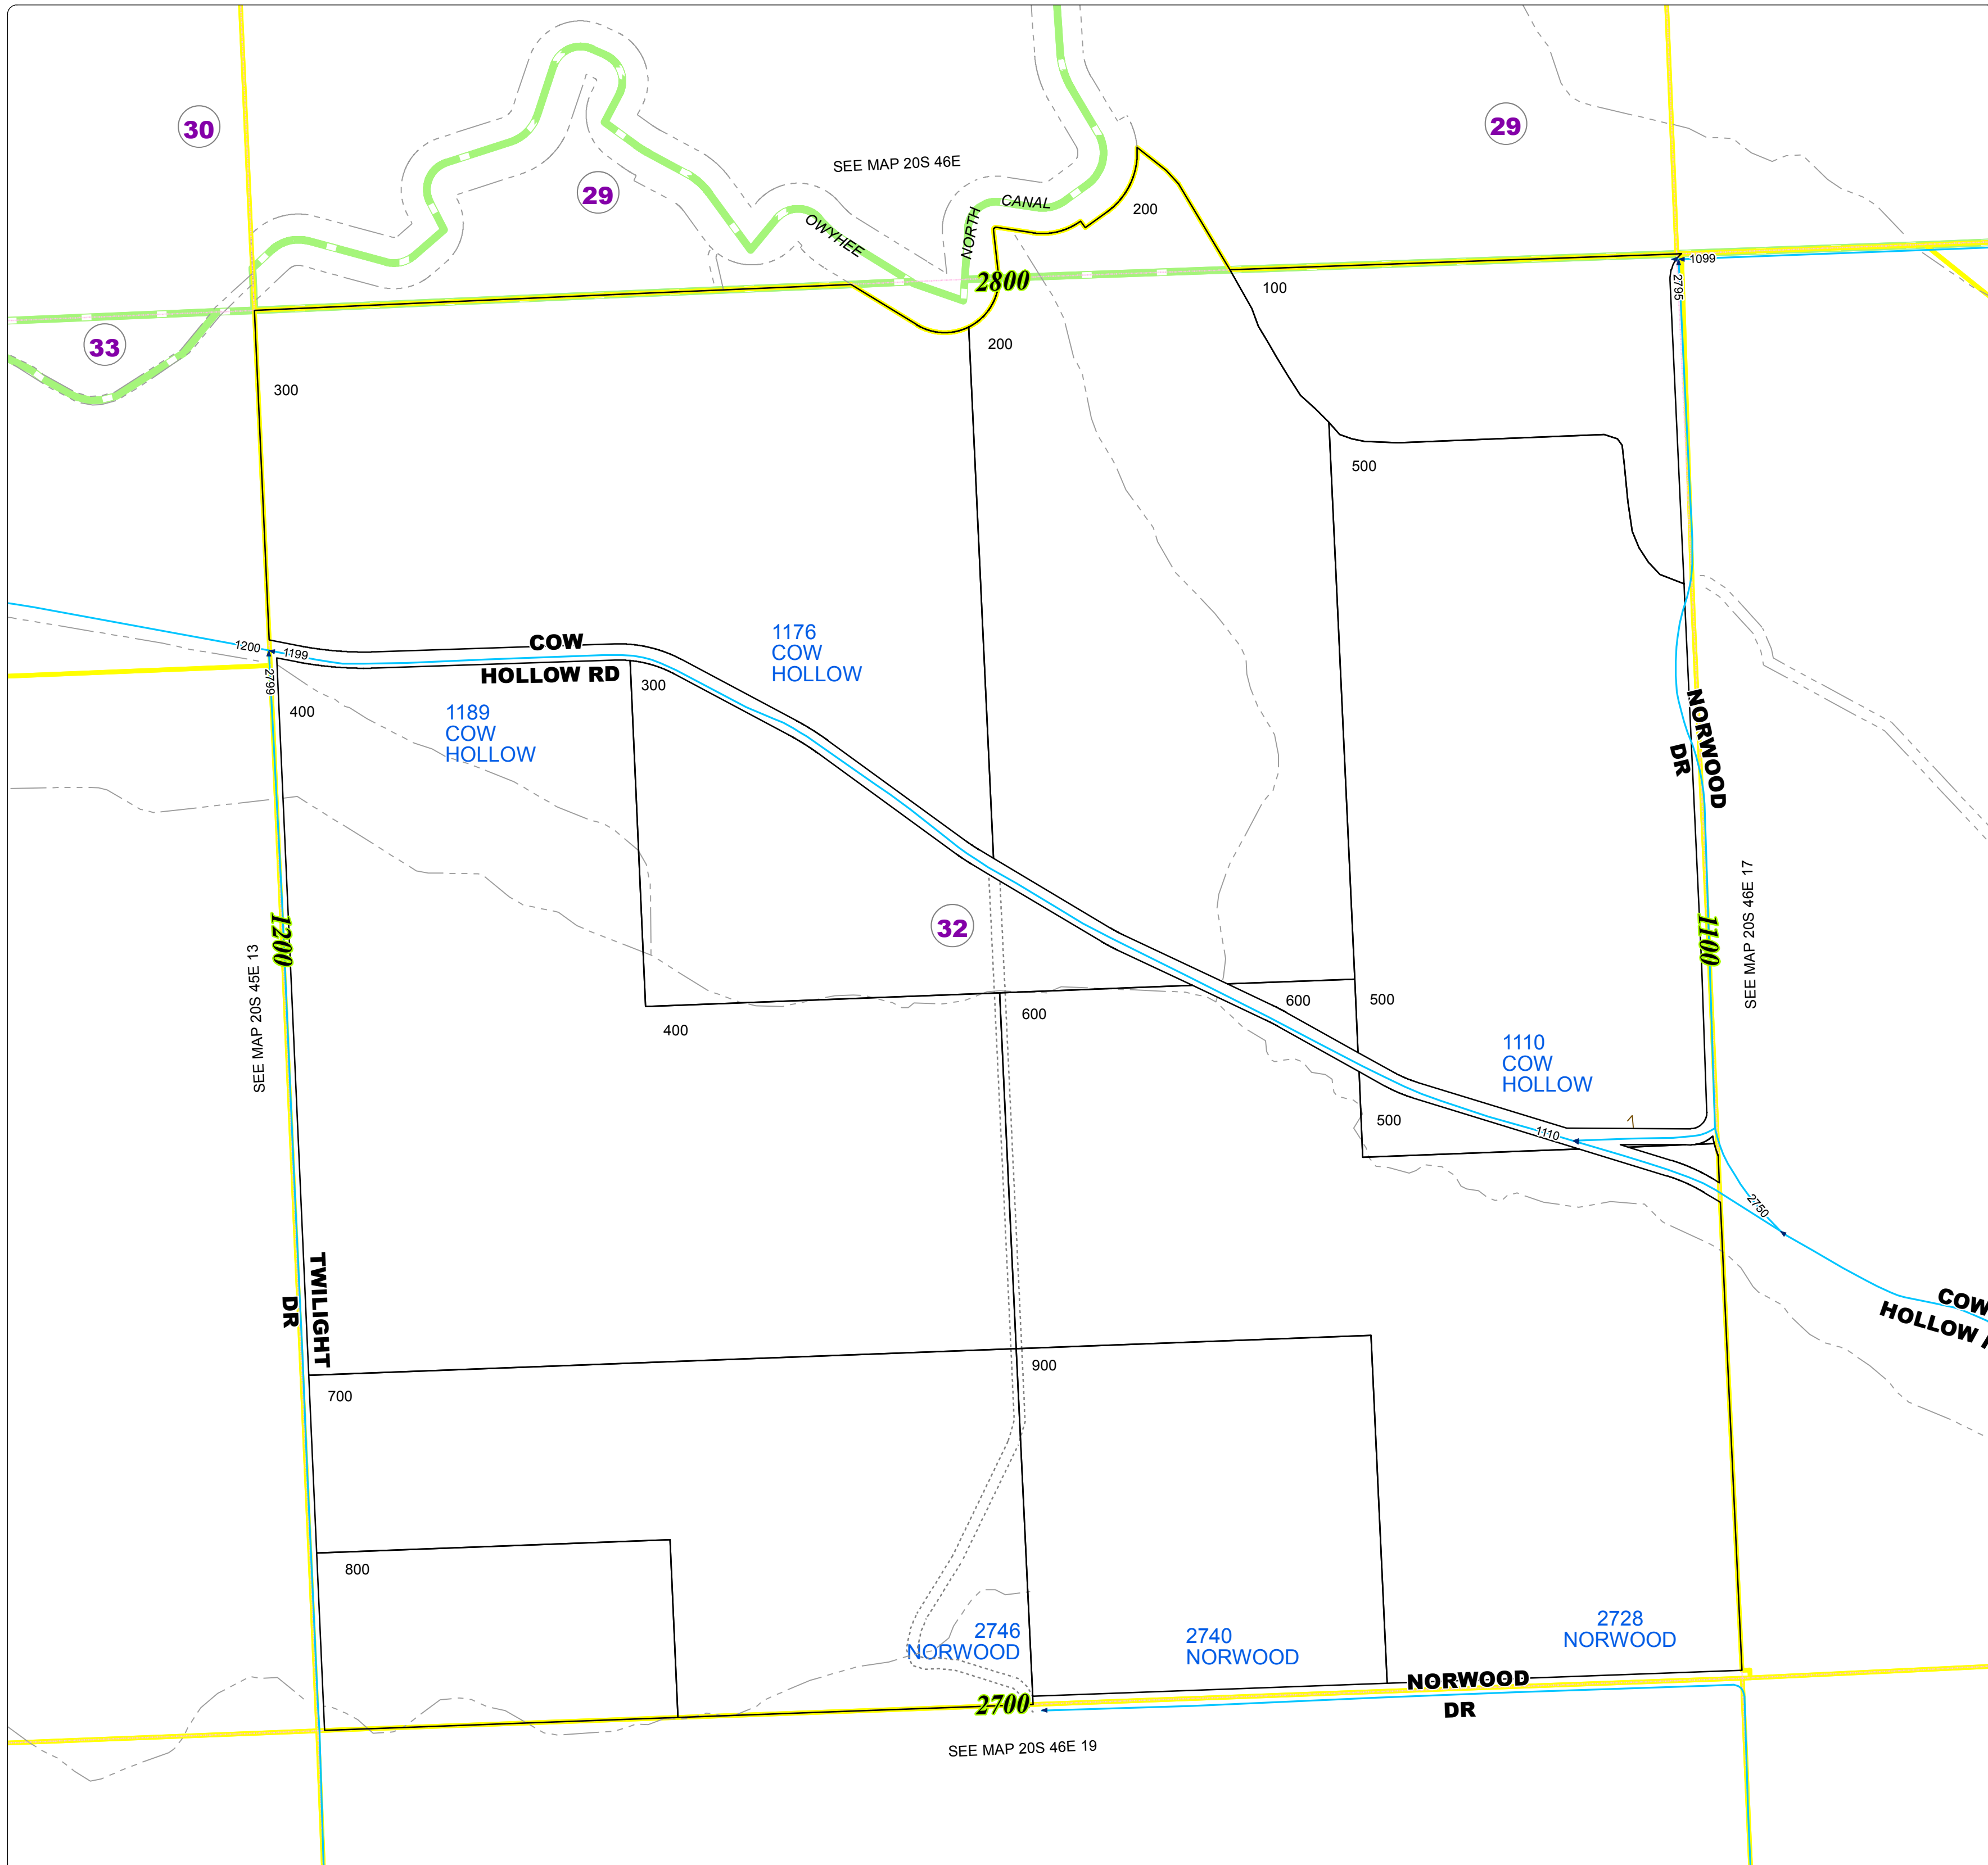 30
29
SEE MAP 20S 46E
29
OWYHEE
NORTH
CANAL
200
2800
100
1099
2795
33
300
200
500
COW
HOLLOW RD
1200
1199
2799
300
400
1176
COW
HOLLOW
1189
COW
HOLLOW
NORWOOD
DR
32
1200
SEE MAP 20S 45E 13
1100
SEE MAP 20S 46E 17
400
600
600
500
1110
COW
HOLLOW
500
1110
2750
COW
HOLLOW
TWILIGHT
DR
700
900
800
2746
NORWOOD
2740
NORWOOD
2728
NORWOOD
NORWOOD
DR
2700
SEE MAP 20S 46E 19